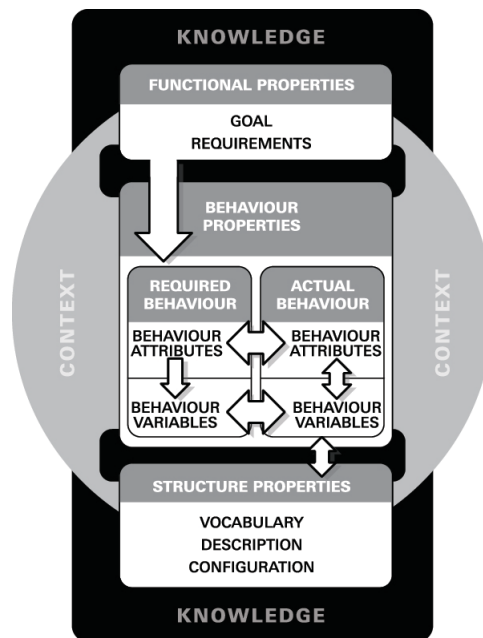 KNOWLEDGE
FUNCTIONAL PROPERTIES
GOAL
REQUIREMENTS
BEHAVIOUR
PROPERTIES
CONTEXT
CONTEXT
REQUIRED
BEHAVIOUR
ACTUAL
BEHAVIOUR
BEHAVIOUR
ATTRIBUTES
BEHAVIOUR
ATTRIBUTES
BEHAVIOUR
VARIABLES
BEHAVIOUR
VARIABLES
STRUCTURE PROPERTIES
VOCABULARY
DESCRIPTION
CONFIGURATION
KNOWLEDGE